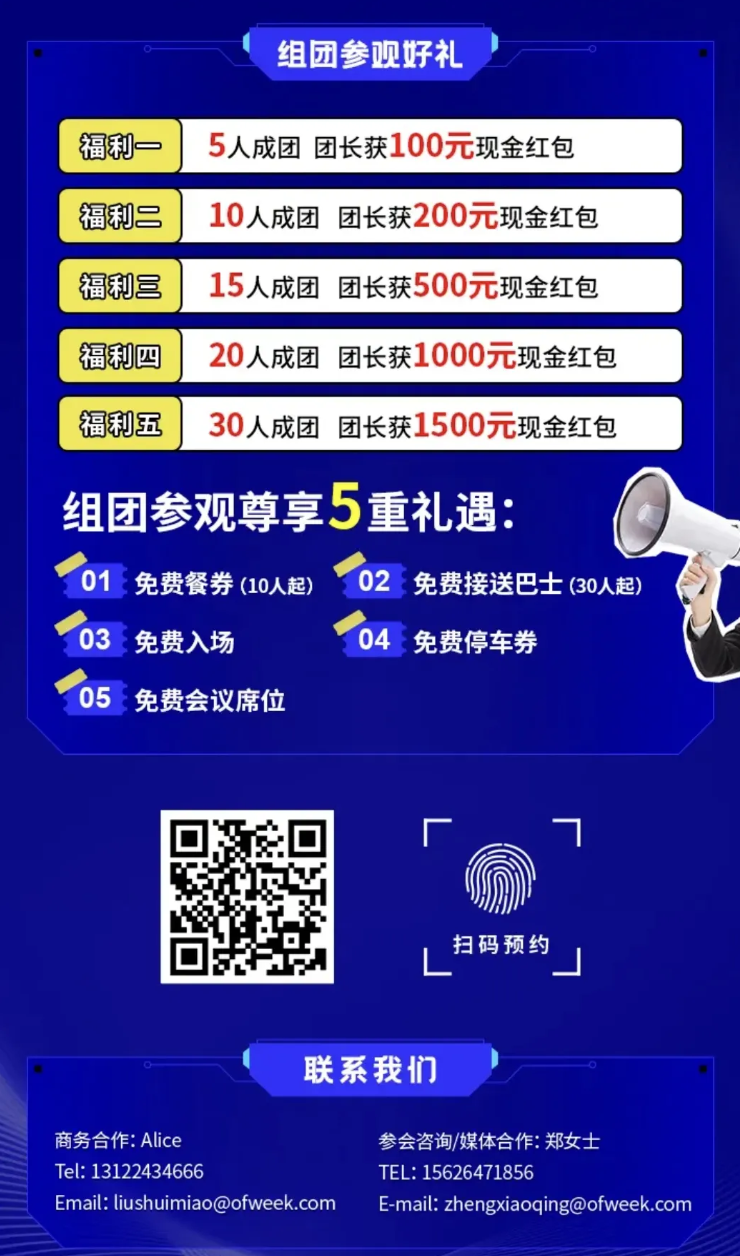 组团参观好礼
福利一 5人成团 团长获100元现金红包
福利二 10人成团 团长获200元现金红包
福利三 15人成团 团长获500元现金红包
福利四 20人成团 团长获1000元现金红包
福利五 30人成团 团长获1500元现金红包
组团参观尊享5重礼遇：
01 免费餐券（10人起） 02 免费接送巴士（30人起）
03 免费入场 04 免费停车券
05 免费会议席位
扫码预约
联系我们
商务合作：Alice
Tel：13122434666
Email：liushuimiao@ofweek.com
参会咨询/媒体合作：郑女士
TEL：15626471856
E-mail：zhengxiaoqing@ofweek.com